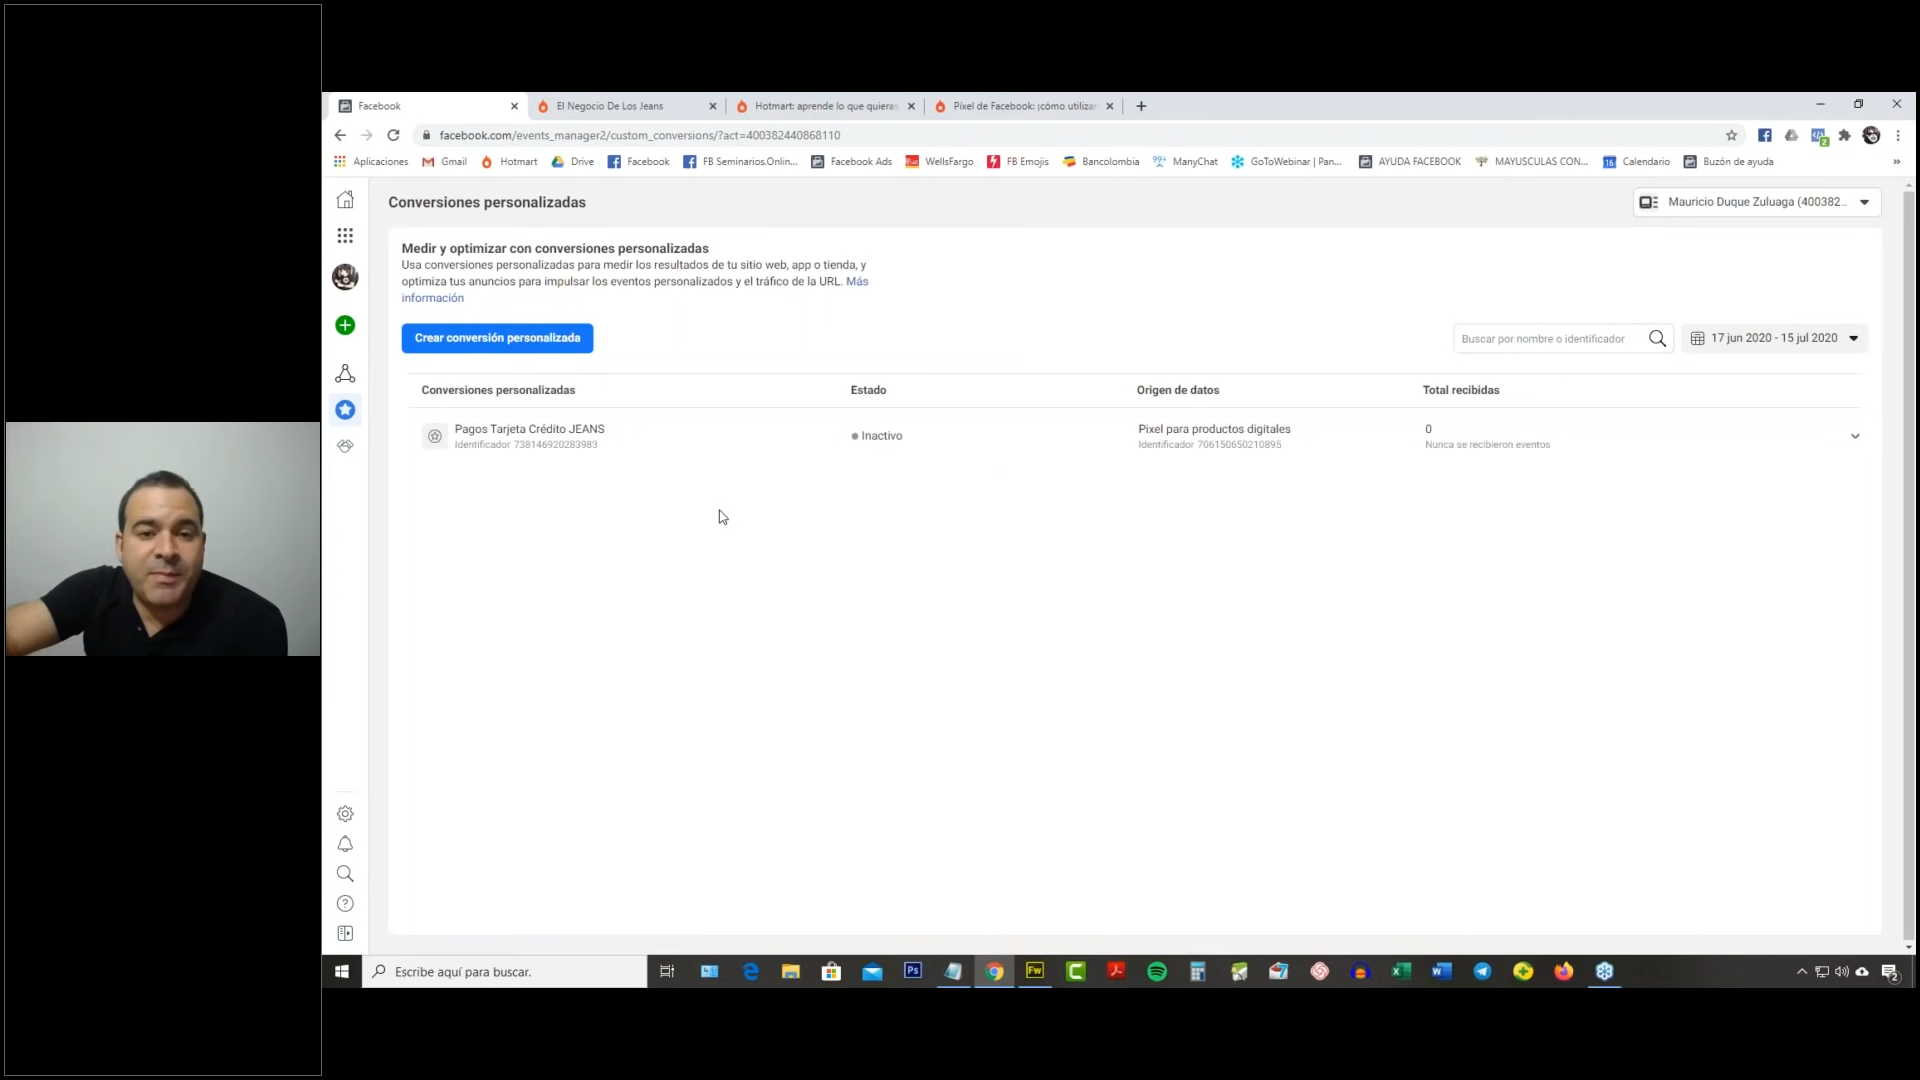 Facebook
El Negocio De Los Jeans
Hotmart: aprende lo que quieras
Píxel de Facebook: ¡cómo utilizar
facebook.com/events_manager2/custom_conversions/?act=400382440868110
Aplicaciones
Gmail
Hotmart
Drive
Facebook
FB Seminarios.Onlin...
Facebook Ads
WellsFargo
FB Emojis
Bancolombia
ManyChat
GoToWebinar | Pan...
AYUDA FACEBOOK
MAYUSCULAS CON...
Calendario
Buzón de ayuda
Conversiones personalizadas
Mauricio Duque Zuluaga (400382...
Medir y optimizar con conversiones personalizadas
Usa conversiones personalizadas para medir los resultados de tu sitio web, app o tienda, y
optimiza tus anuncios para impulsar los eventos personalizados y el tráfico de la URL. Más
información
Crear conversión personalizada
Buscar por nombre o identificador
17 jun 2020 - 15 jul 2020
Conversiones personalizadas
Estado
Origen de datos
Total recibidas
Pagos Tarjeta Crédito JEANS
Identificador 738146920283983
Inactivo
Pixel para productos digitales
Identificador 706150650210895
0
Nunca se recibieron eventos
Escribe aquí para buscar.